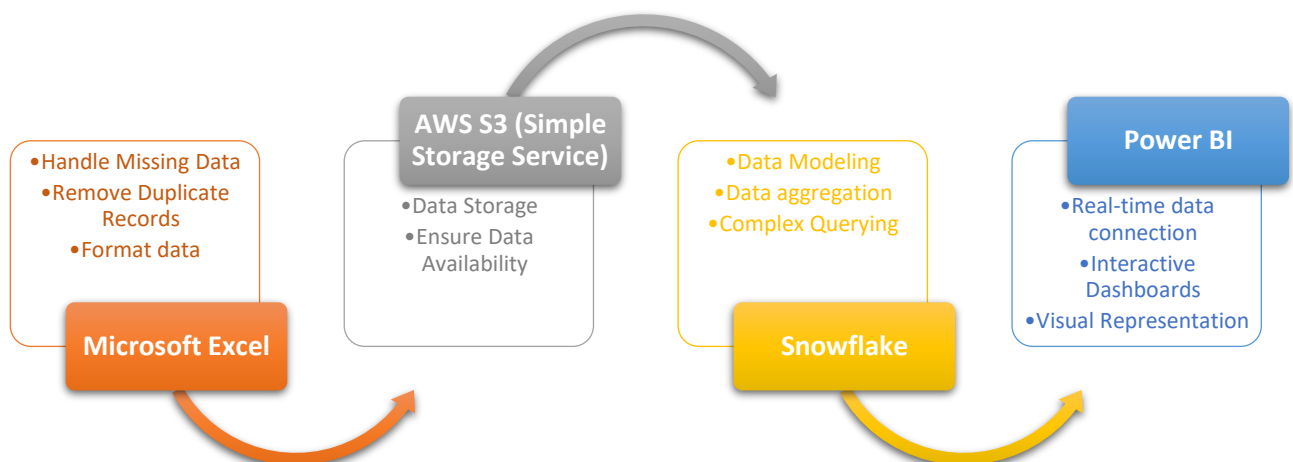 •Handle Missing Data
•Remove Duplicate
Records
•Format data
Microsoft Excel
AWS S3 (Simple
Storage Service)
•Data Storage
•Ensure Data
Availability
•Data Modeling
•Data aggregation
•Complex Querying
Snowflake
Power BI
•Real-time data
connection
•Interactive
Dashboards
•Visual Representation